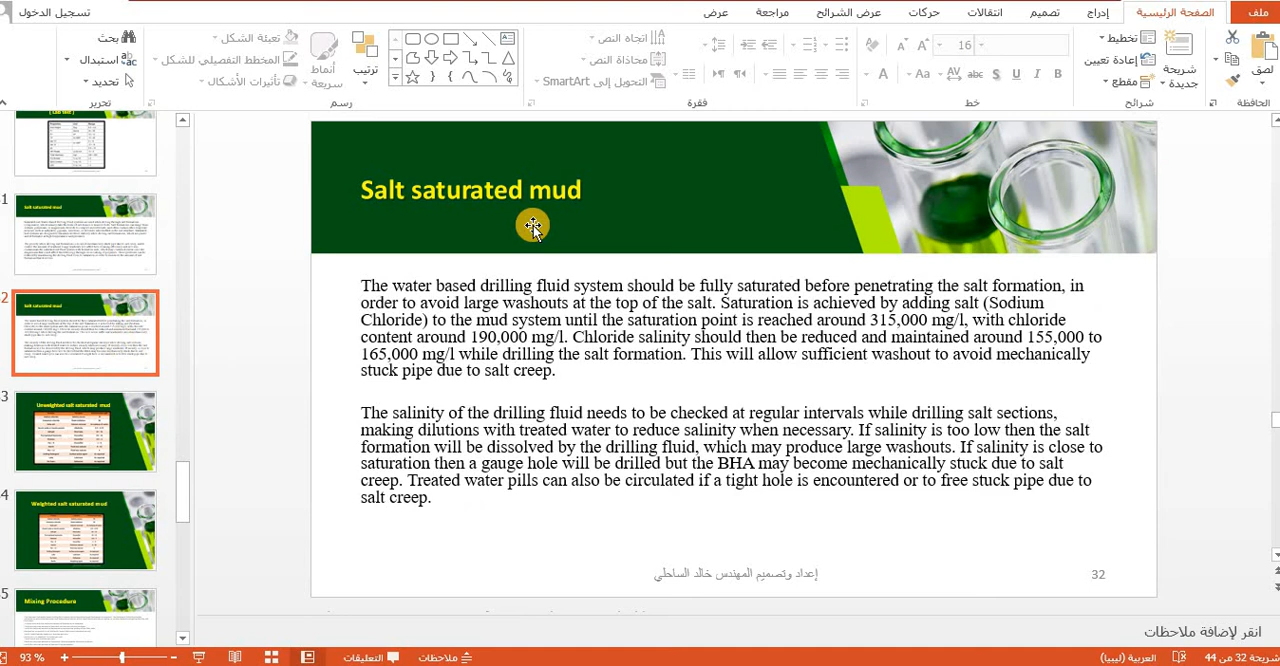 تسجيل الدخول
ملف
الصفحة الرئيسية
إدراج
تصميم
انتقالات
حركات
عرض الشرائح
مراجعة
عرض
لصق
الحافظة
شريحة
جديدة
تخطيط
إعادة تعيين
مقطع
شرائح
16
B I U S abc AV Aa A
خط
اتجاه النص
محاذاة النص
التحويل إلى SmartArt
فقرة
ترتيب
أنماط
سريعة
تعبئة الشكل
المخطط التفصيلي للشكل
تأثيرات الأشكال
رسم
بحث
استبدال
تحديد
تحرير
Salt saturated mud
Salt saturated mud
Unweighted salt saturated mud
Weighted salt saturated mud
Mixing Procedure
Salt saturated mud
The water based drilling fluid system should be fully saturated before penetrating the salt formation, in
order to avoid large washouts at the top of the salt. Saturation is achieved by adding salt (Sodium
Chloride) to the mud system until the saturation point is reached around 315,000 mg/l, with chloride
content around 190,000 mg/l. Chloride salinity should then be reduced and maintained around 155,000 to
165,000 mg/l while drilling the salt formation. This will allow sufficient washout to avoid mechanically
stuck pipe due to salt creep.
The salinity of the drilling fluid needs to be checked at regular intervals while drilling salt sections,
making dilutions with treated water to reduce salinity when necessary. If salinity is too low then the salt
formation will be dissolved by the drilling fluid, which may produce large washouts. If salinity is close to
saturation then a gauge hole will be drilled but the BHA may become mechanically stuck due to salt
creep. Treated water pills can also be circulated if a tight hole is encountered or to free stuck pipe due to
salt creep.
إعداد وتصميم المهندس خالد الساطي
32
انقر لإضافة ملاحظات
شريحة 32 من 44
العربية (ليبيا)
ملاحظات
التعليقات
93 %